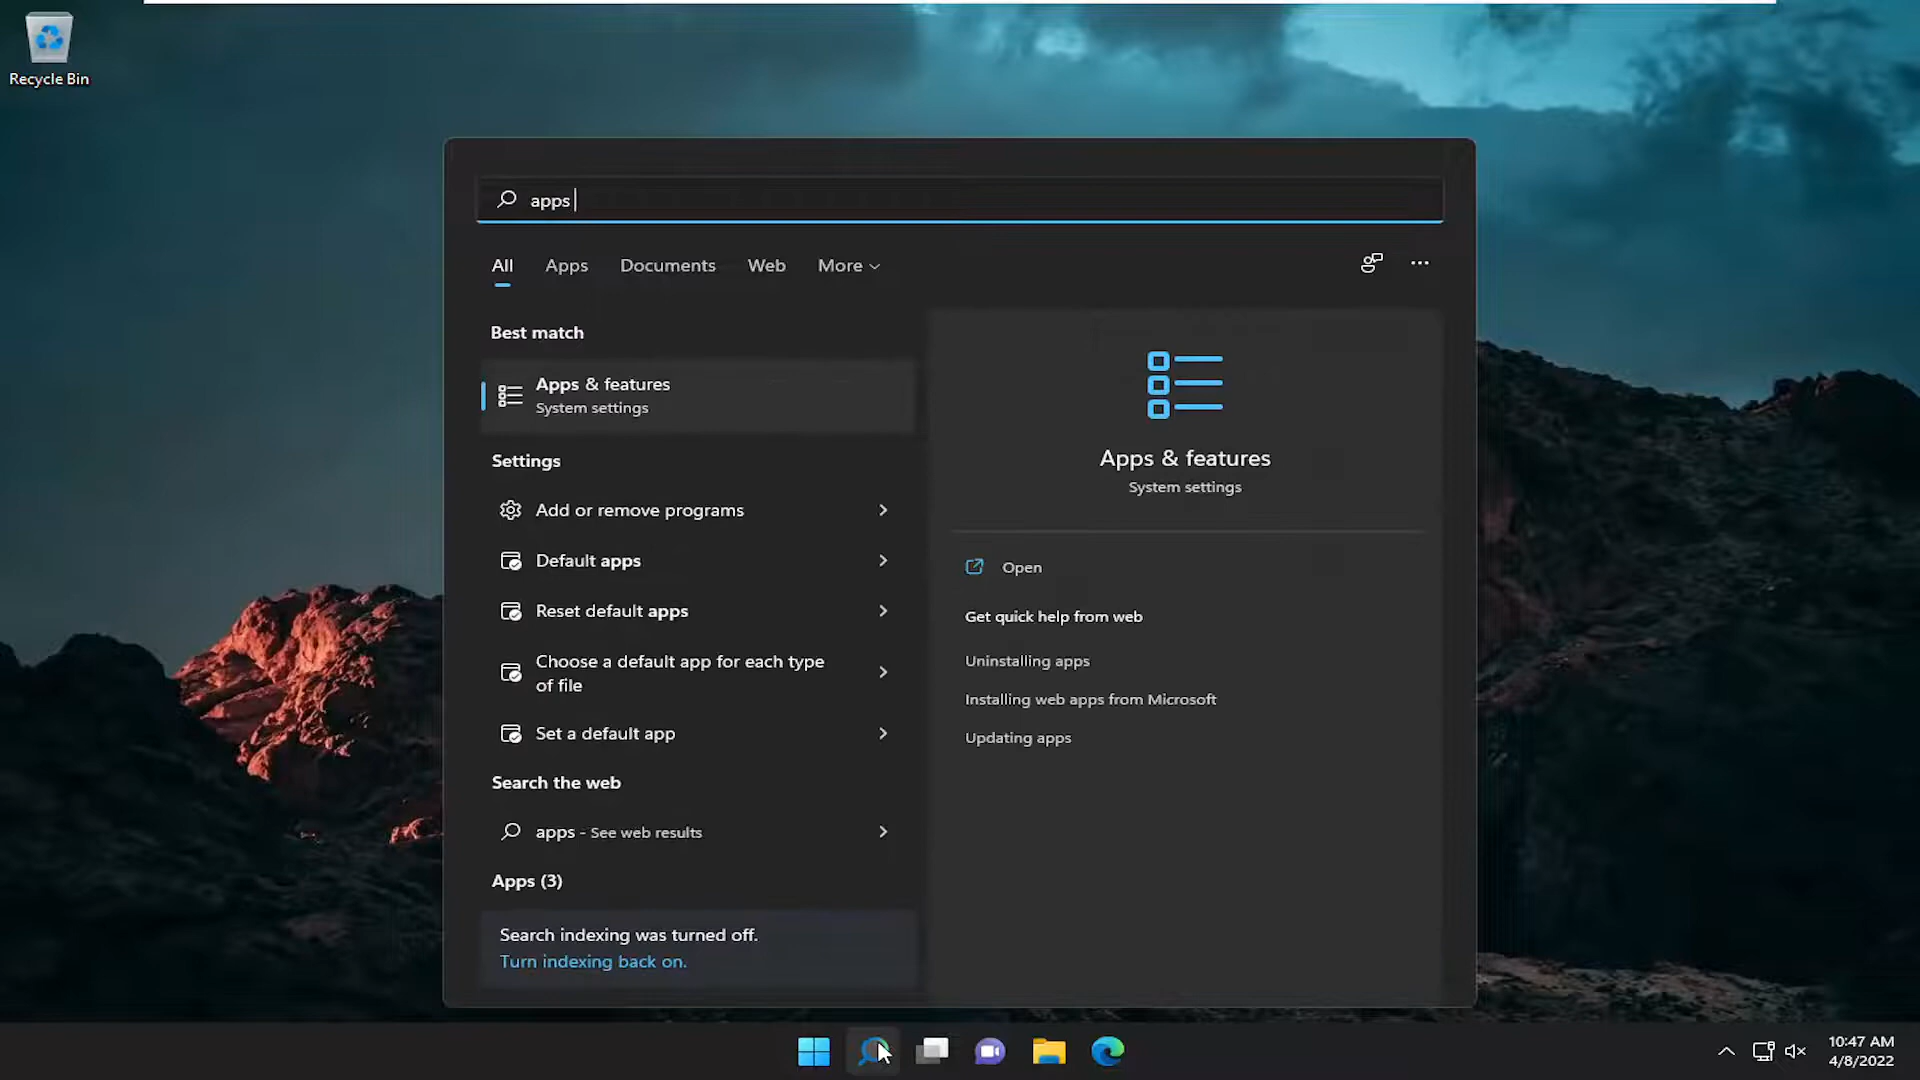 Recycle Bin
apps
All Apps Documents Web More
Best match
Apps & features
System settings
Settings
Add or remove programs
Default apps
Reset default apps
Choose a default app for each type
of file
Set a default app
Search the web
apps - See web results
Apps (3)
Search indexing was turned off.
Turn indexing back on.
Apps & features
System settings
Open
Get quick help from web
Uninstalling apps
Installing web apps from Microsoft
Updating apps
10:47 AM
4/8/2022